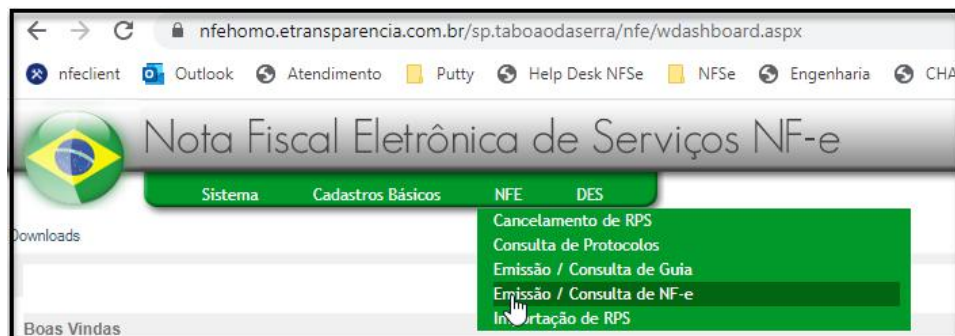 nfehomo.etransparencia.com.br/sp.taboaodaserra/nfe/wdashboard.aspx
nfeclient Outlook Atendimento Putty Help Desk NFSe NFSe Engenharia CHA
Nota Fiscal Eletrônica de Serviços NF-e
Sistema Cadastros Básicos NFE DES
Cancelamento de RPS
Downloads
Consulta de Protocolos
Emissão / Consulta de Guia
Emissão / Consulta de NF-e
Importação de RPS
Boas Vindas